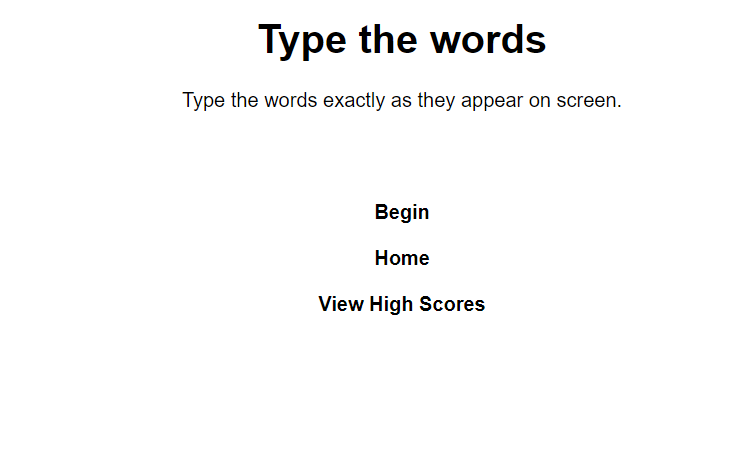 Type the words
Type the words exactly as they appear on screen.
Begin
Home
View High Scores